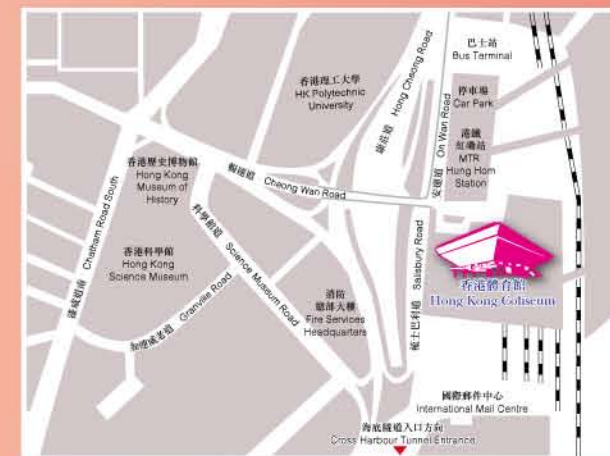 巴士站
Bus Terminal
香港理工大學
HK Polytechnic
University
康莊道 Hong Chong Road
停車場
Car Park
港鐵
紅磡站
MTR
Hung Hom
Station
安運道 On Wan Road
香港歷史博物館
Hong Kong
Museum of
History
暢運道 Cheong Wan Road
漆咸道南 Chatham Road South
科學館道 Science Museum Road
香港科學館
Hong Kong
Science Museum
加連威老道 Granville Road
消防
總部大樓
Fire Services
Headquarters
梳士巴利道 Salisbury Road
香港體育館
Hong Kong Coliseum
國際郵件中心
International Mail Centre
海底隧道入口方向
Cross Harbour Tunnel Entrance